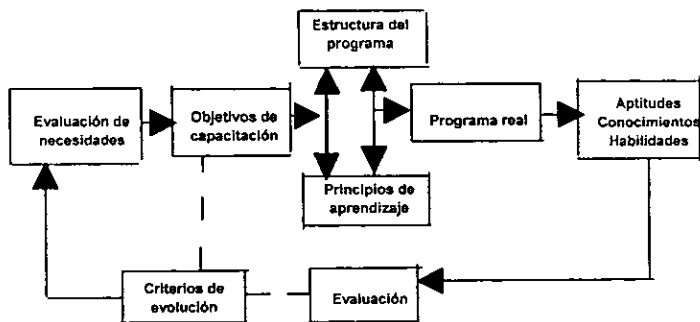 Estructura del
programa
Evaluación de
necesidades
Objetivos de
capacitación
Programa real
Aptitudes
Conocimientos
Habilidades
Principios de
aprendizaje
Criterios de
evolución
Evaluación